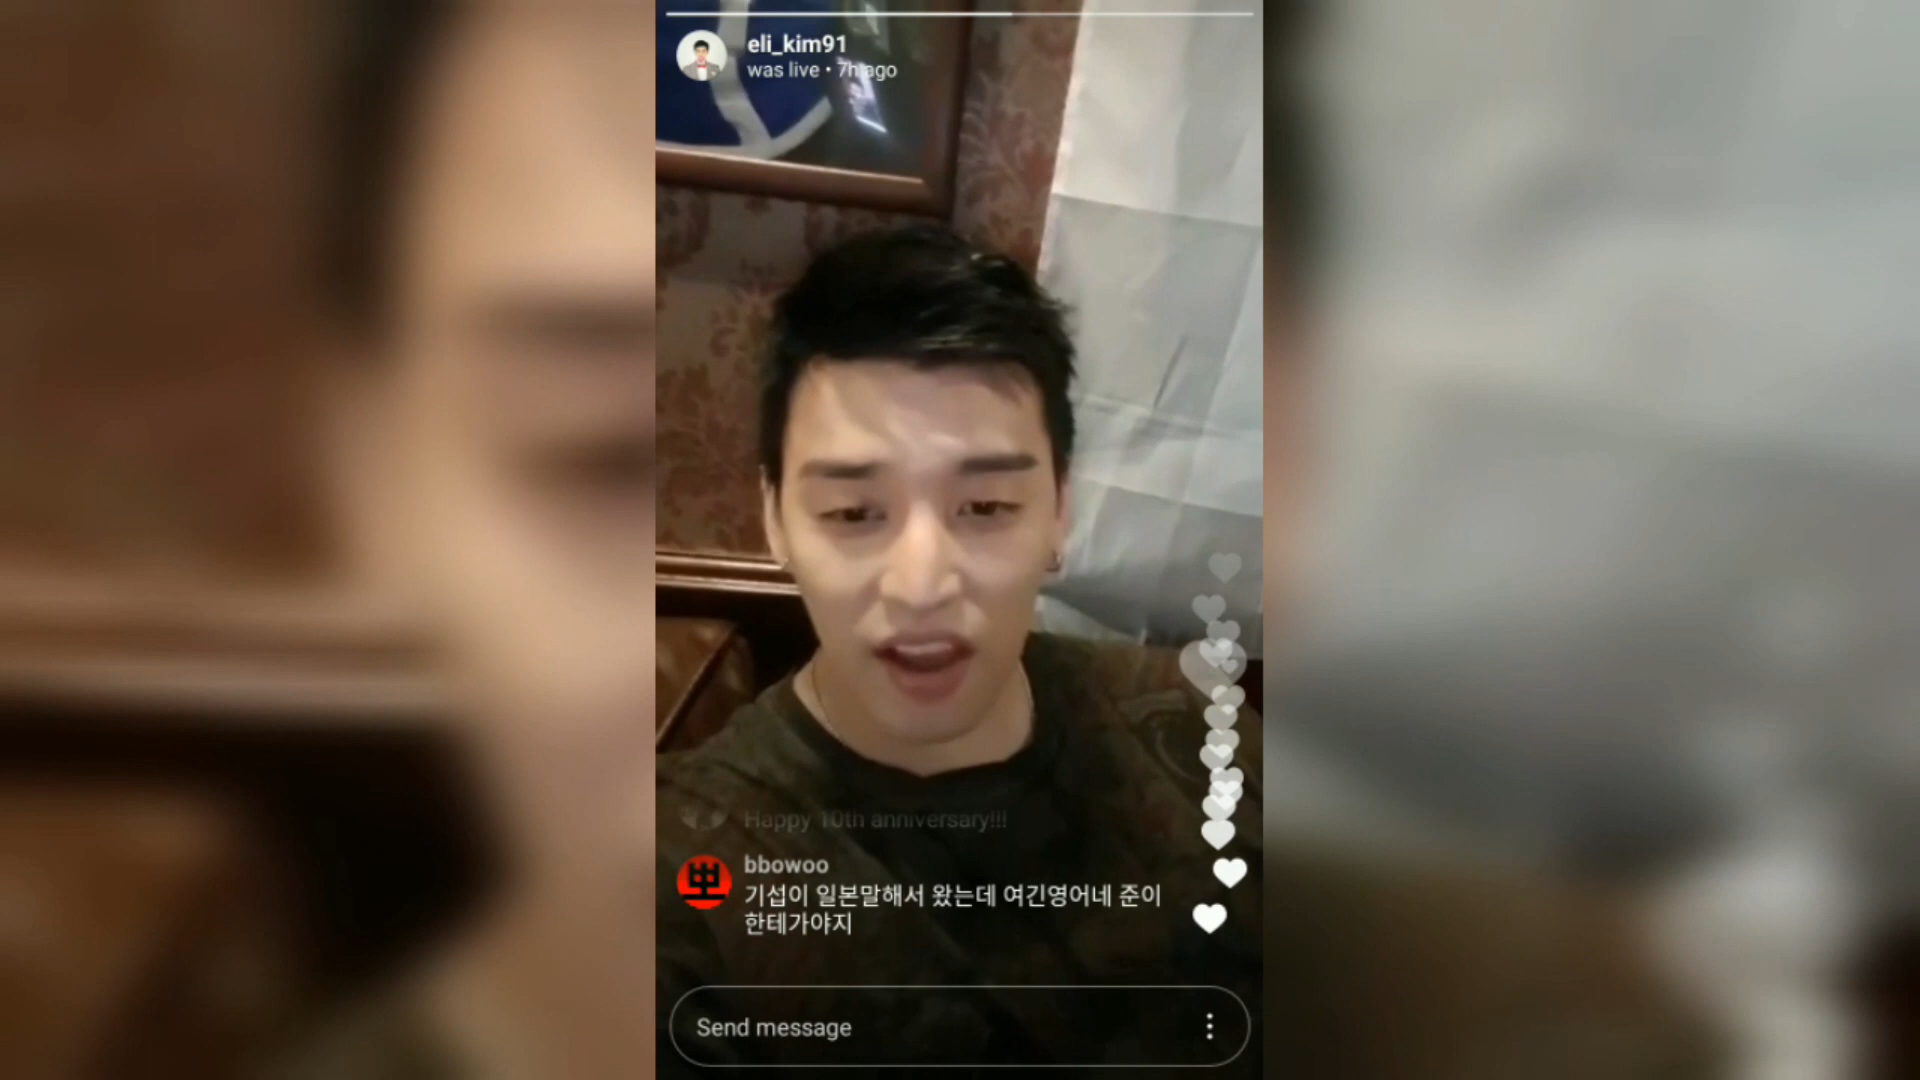 eli_kim91
was live • 7h ago
Happy 10th anniversary!!!
뽀
bbowoo
기섭이 일본말해서 왔는데 여긴영어네 준이
한테가야지
Send message